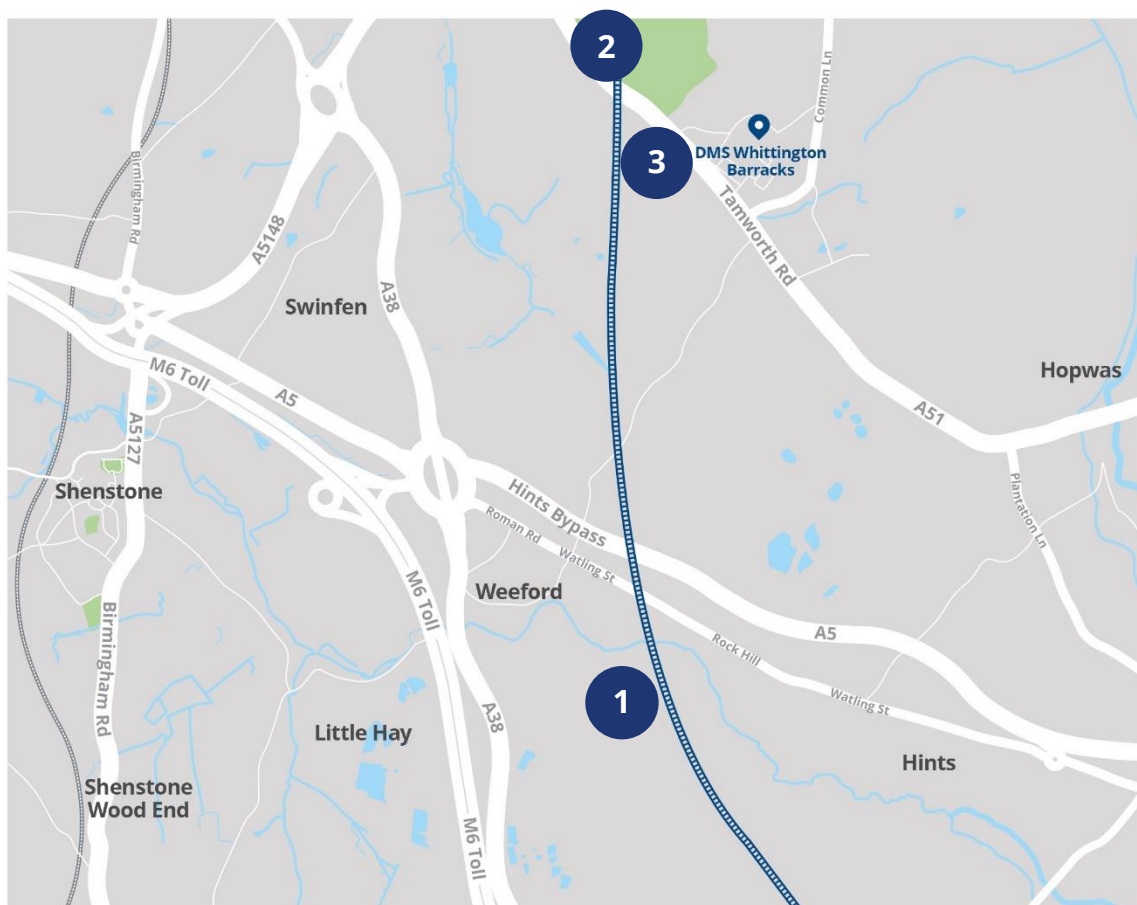 2
Common Ln
DMS Whittington
Barracks
3
Birmingham Rd
Tamworth Rd
A5148
A38
Swinfen
M6 Toll
A5
Hopwas
A51
A5127
Shenstone
Hints Bypass
Plantation Ln
Roman Rd
Watling St
Weeford
M6 Toll
A5
Birmingham Rd
Rock Hill
1
Watling St
A38
Little Hay
Hints
Shenstone
Wood End
M6 Toll